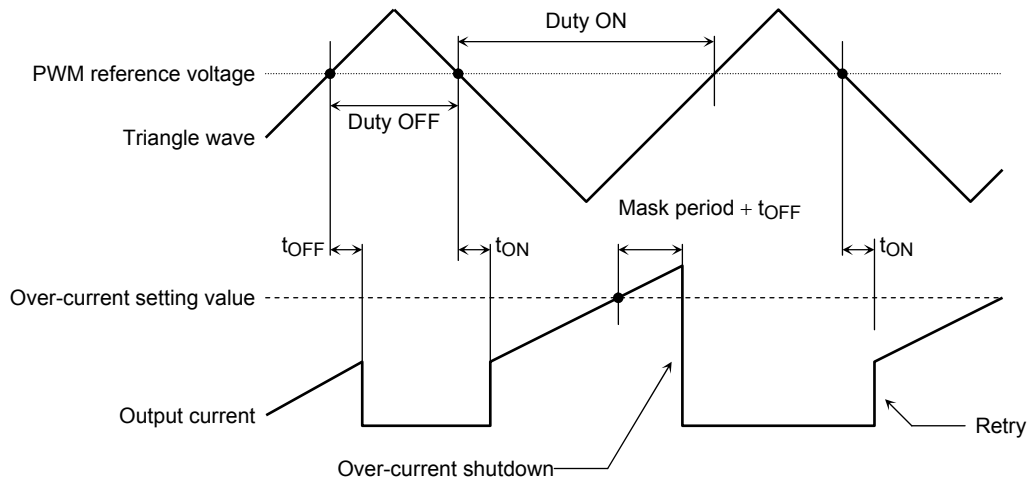 Duty ON
PWM reference voltage
Duty OFF
Triangle wave
Mask period + tOFF
tOFF
tON
tON
Over-current setting value
Output current
Retry
Over-current shutdown